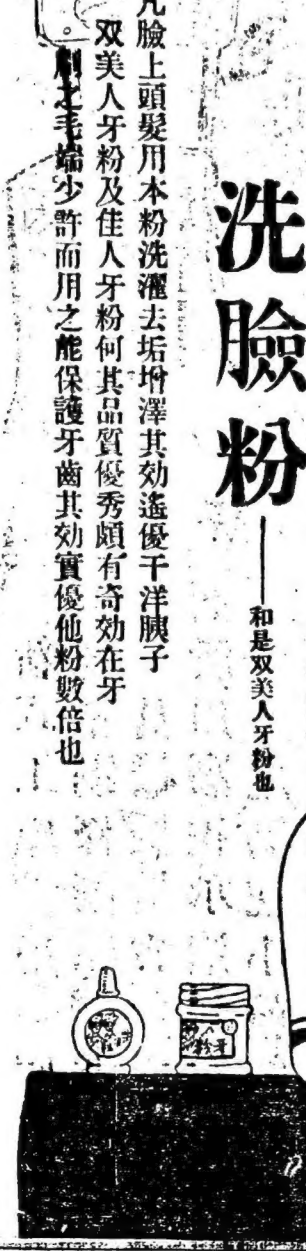 洗臉粉
和是双美人牙粉也
凡臉上頭髮用本粉洗濯去垢增澤其効遙優干洋胰子
双美人牙粉及佳人牙粉何其品質優秀頗有奇効在牙
刷之毛端少許而用之能保護牙齒其効實優他粉數倍也